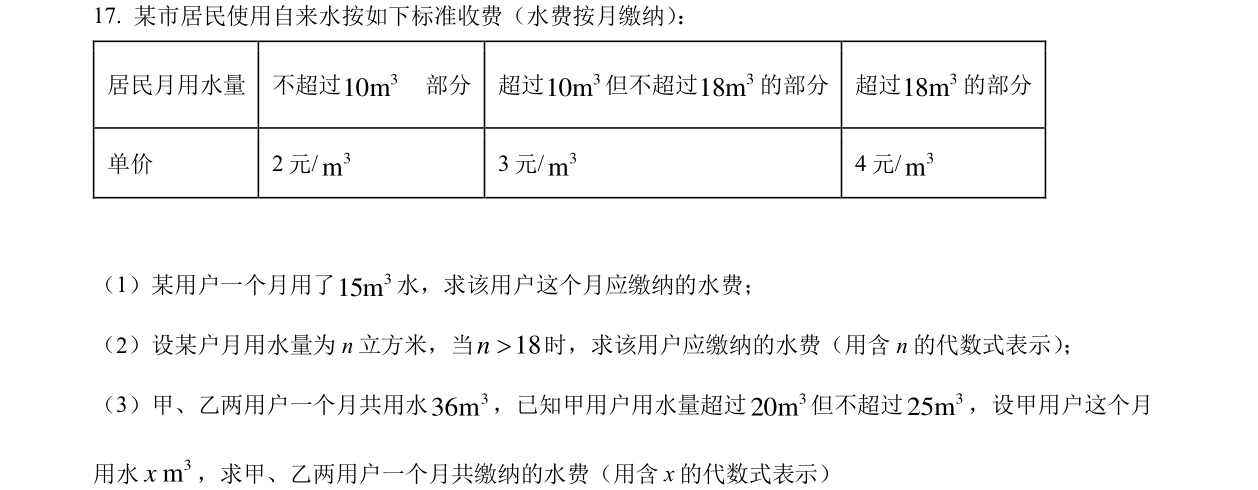 17. 某市居民使用自来水按如下标准收费（水费按月缴纳）：
居民月用水量 不超过10m³ 部分 超过10m³但不超过18m³的部分 超过18m³的部分
单价 2 元/m³ 3 元/m³ 4 元/m³
（1）某用户一个月用了15m³水，求该用户这个月应缴纳的水费；
（2）设某户月用水量为 n 立方米，当n＞18时，求该用户应缴纳的水费（用含 n 的代数式表示）；
（3）甲、乙两用户一个月共用水36m³，已知甲用户用水量超过20m³但不超过25m³，设甲用户这个月
用水 x m³，求甲、乙两用户一个月共缴纳的水费（用含 x 的代数式表示）